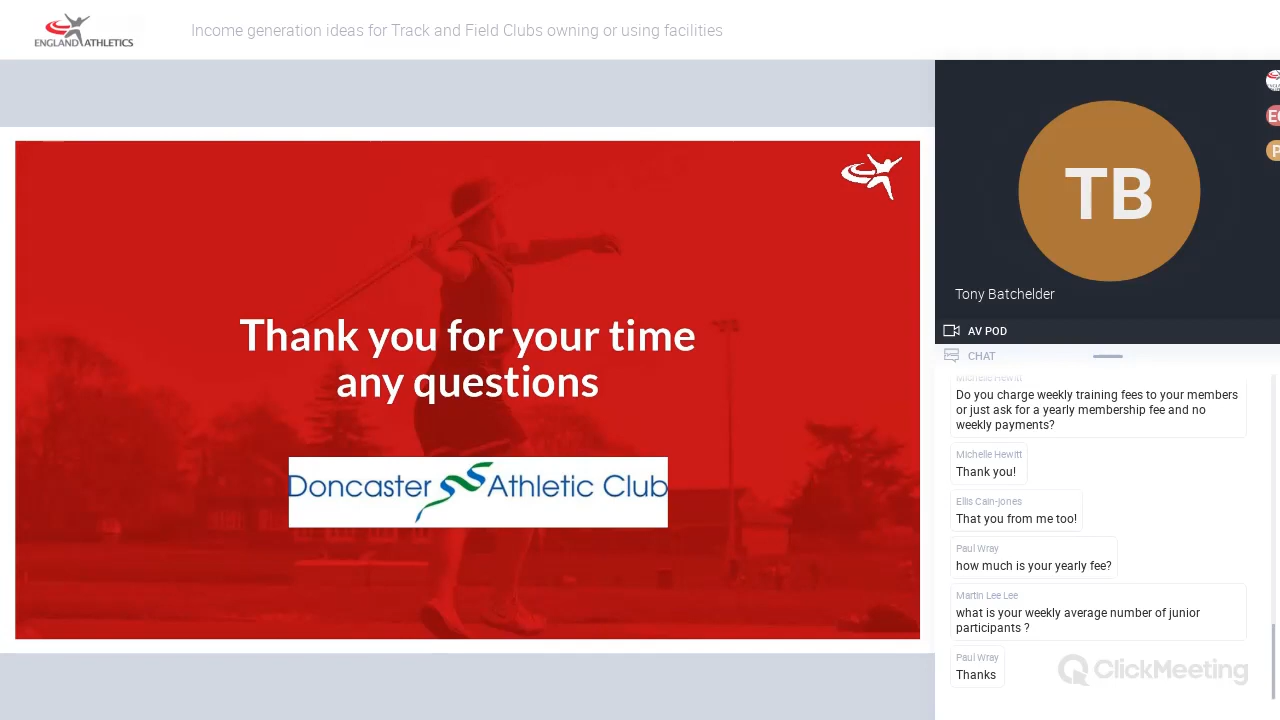 ENGLAND ATHLETICS
Income generation ideas for Track and Field Clubs owning or using facilities
Thank you for your time
any questions
Doncaster Athletic Club
TB
Tony Batchelder
AV POD
CHAT
Michelle Hewitt
Do you charge weekly training fees to your members
or just ask for a yearly membership fee and no
weekly payments?
Michelle Hewitt
Thank you!
Ellis Cain-jones
That you from me too!
Paul Wray
how much is your yearly fee?
Martin Lee Lee
what is your weekly average number of junior
participants ?
Paul Wray
Thanks
ClickMeeting